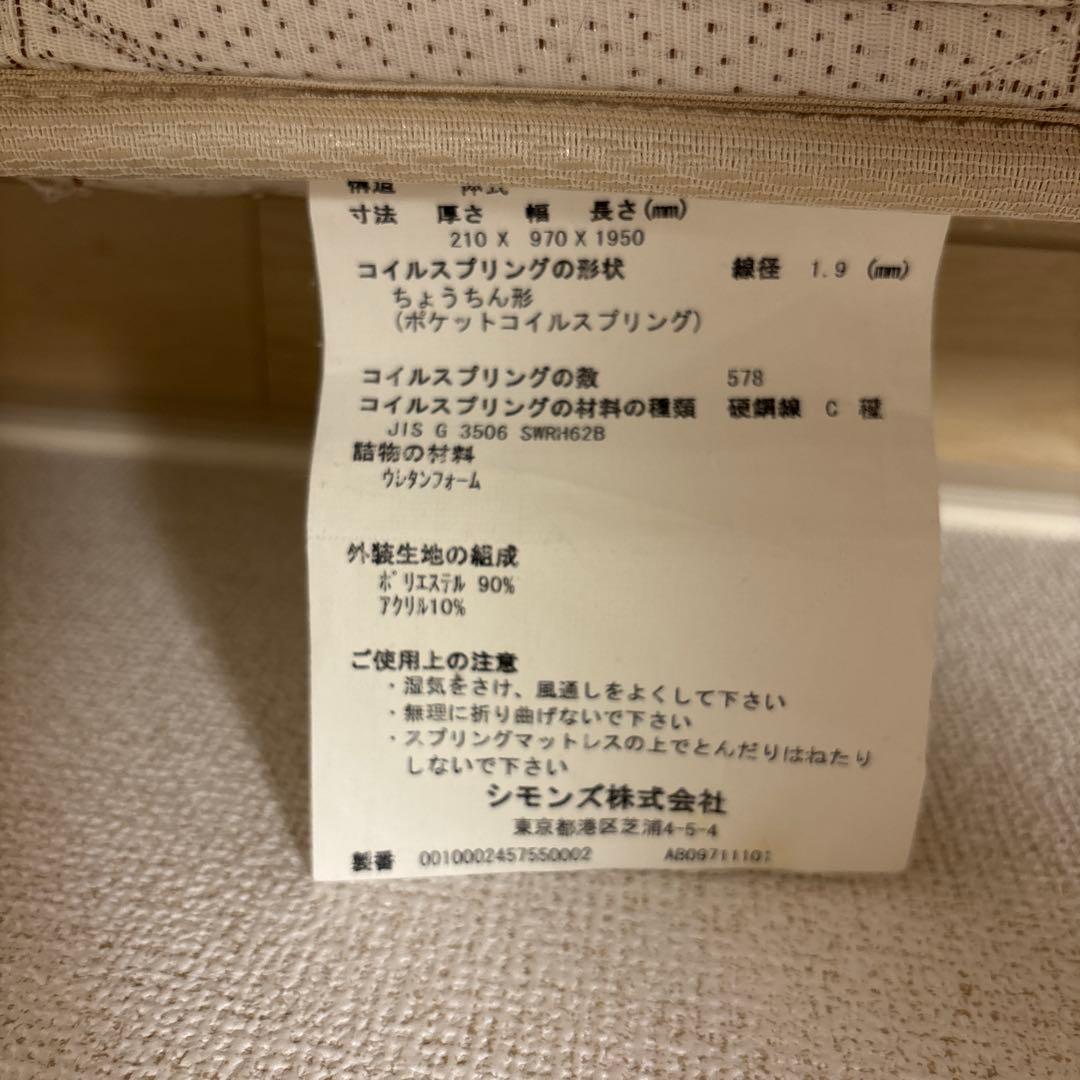 構造
寸法 厚さ 幅 長さ(mm)
210 X 970 X 1950
コイルスプリングの形状 線径 1.9 (mm)
ちょうちん形
(ポケットコイルスプリング)
コイルスプリングの数 578
コイルスプリングの材料の種類 硬鋼線 C 種
JIS G 3506 SWRH62B
詰物の材料
ウレタンフォーム
外装生地の組成
ポリエステル 90%
アクリル10%
ご使用上の注意
・湿気をさけ、風通しをよくして下さい
・無理に折り曲げないで下さい
・スプリングマットレスの上でとんだりはねたり
しないで下さい
シモンズ株式会社
東京都港区芝浦4-5-4
製番 0010002457550002 AB09711101